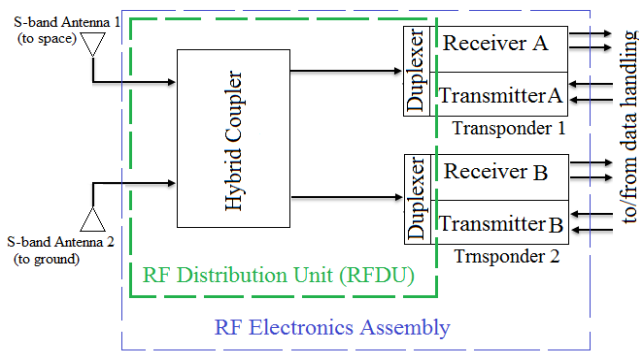 S-band Antenna 1
(to space)
Hybrid Coupler
Duplexer
Receiver A
Transmitter A
Transponder 1
Duplexer
Receiver B
Transmitter B
Trnsponder 2
to/from data handling
S-band Antenna 2
(to ground)
RF Distribution Unit (RFDU)
RF Electronics Assembly